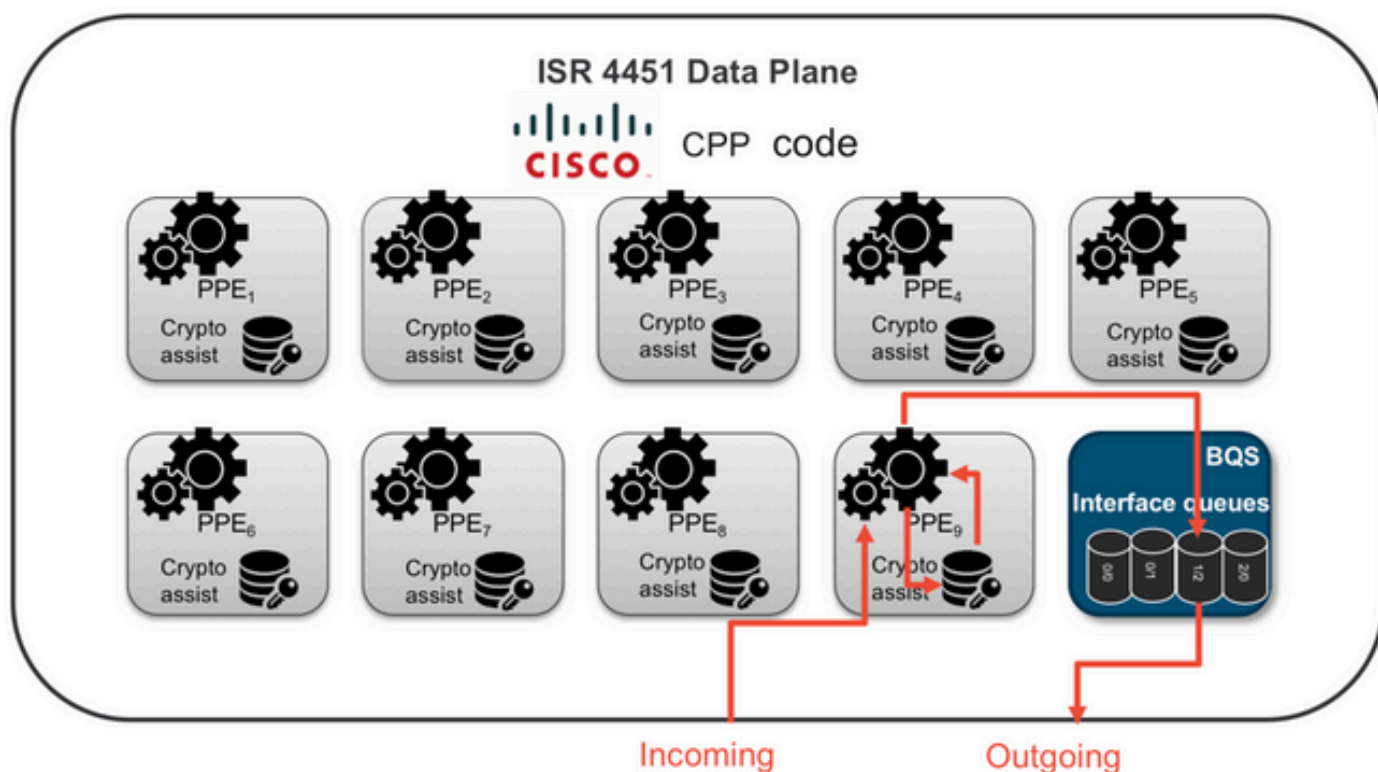 ISR 4451 Data Plane
CISCO CPP code
PPE₁ PPE₂ PPE₃ PPE₄ PPE₅
Crypto Crypto Crypto Crypto Crypto
assist assist assist assist assist
BQS
Interface queues
PPE₆ PPE₇ PPE₈ PPE₉
Crypto Crypto Crypto Crypto
assist assist assist assist
0/0 0/1 1/2 2/0
Incoming Outgoing